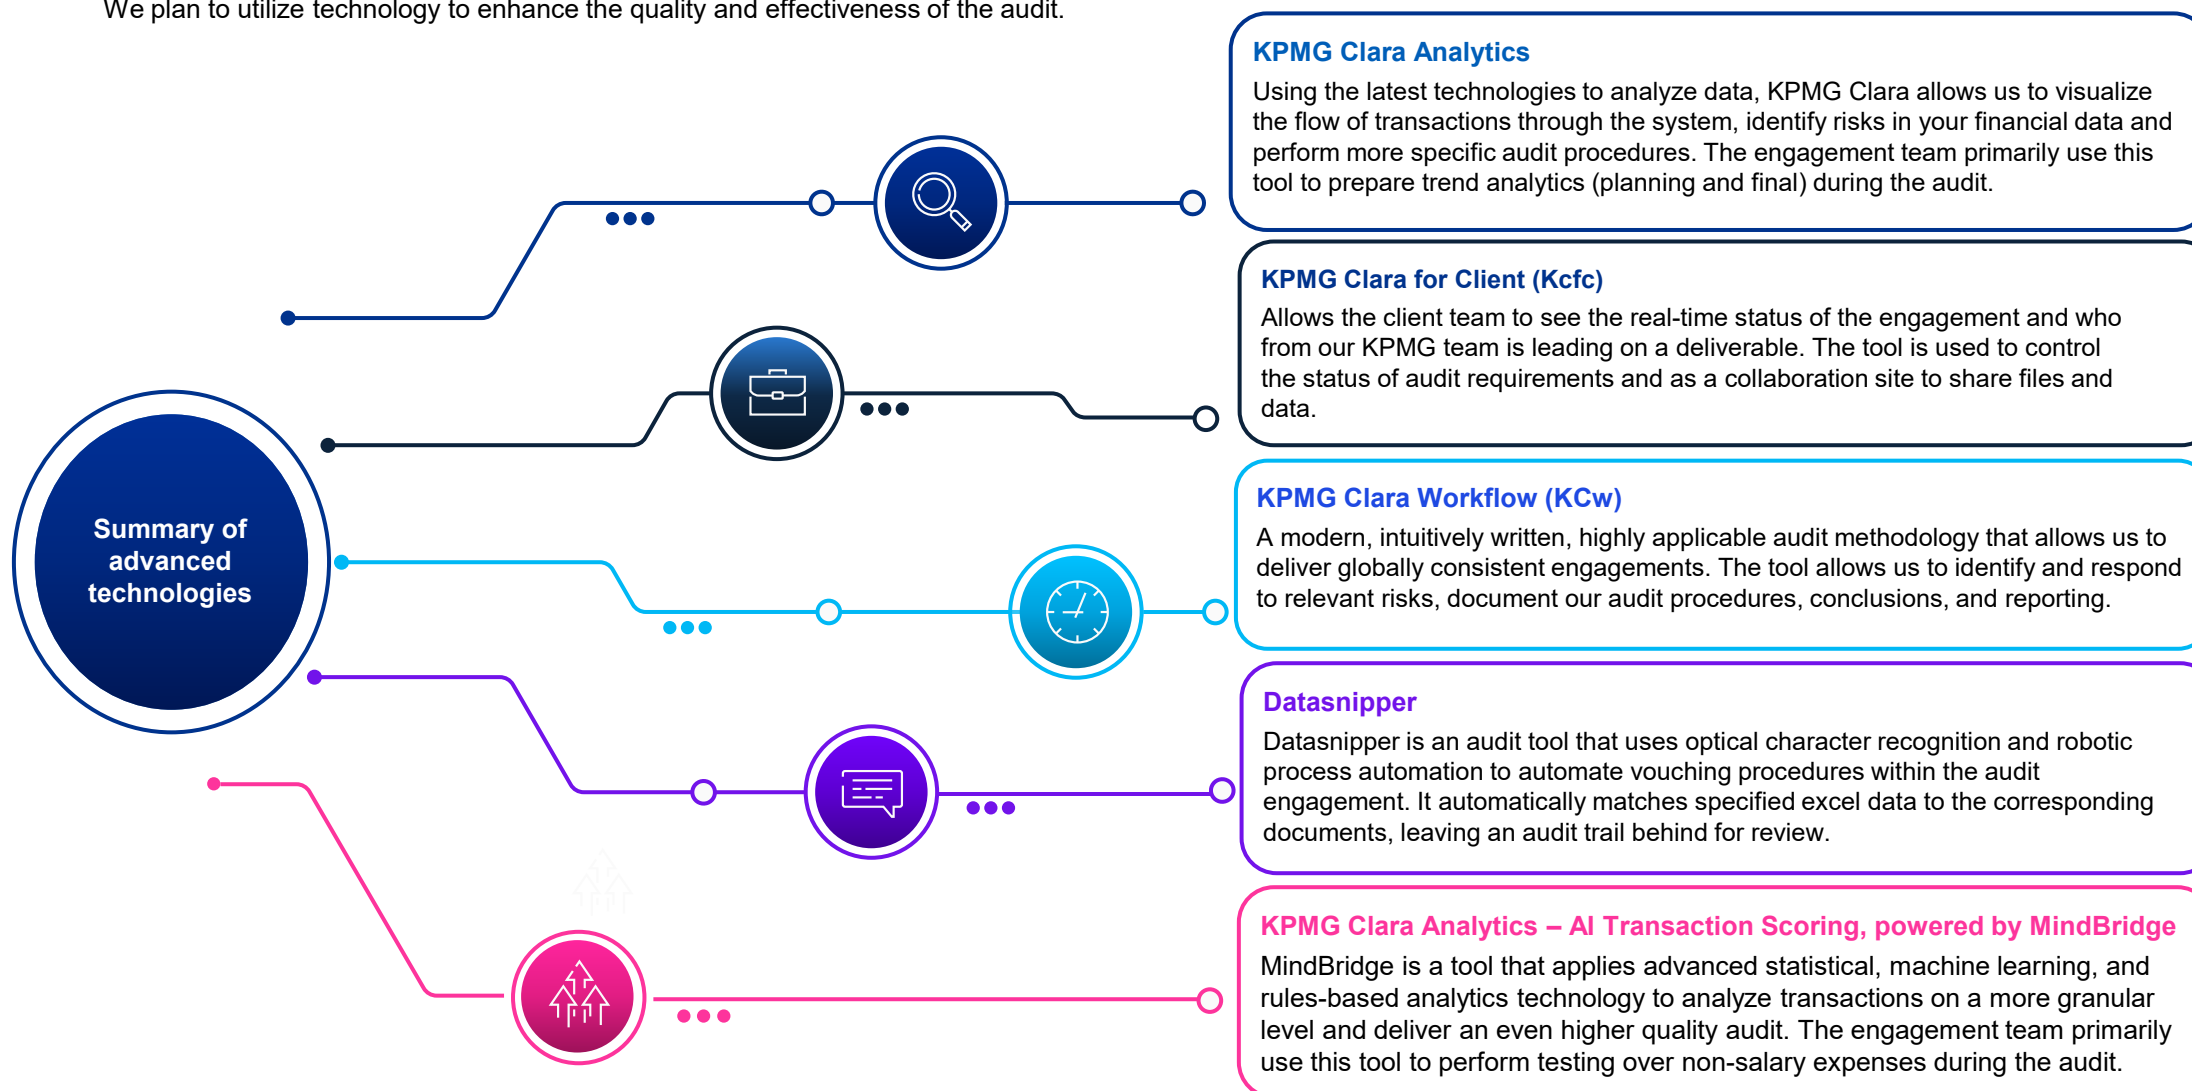 We plan to utilize technology to enhance the quality and effectiveness of the audit.
KPMG Clara Analytics
Using the latest technologies to analyze data, KPMG Clara allows us to visualize
the flow of transactions through the system, identify risks in your financial data and
perform more specific audit procedures. The engagement team primarily use this
tool to prepare trend analytics (planning and final) during the audit.
KPMG Clara for Client (Kcfc)
Allows the client team to see the real-time status of the engagement and who
from our KPMG team is leading on a deliverable. The tool is used to control
the status of audit requirements and as a collaboration site to share files and
data.
Summary of
advanced
technologies
KPMG Clara Workflow (KCw)
A modern, intuitively written, highly applicable audit methodology that allows us to
deliver globally consistent engagements. The tool allows us to identify and respond
to relevant risks, document our audit procedures, conclusions, and reporting.
Datasnipper
Datasnipper is an audit tool that uses optical character recognition and robotic
process automation to automate vouching procedures within the audit
engagement. It automatically matches specified excel data to the corresponding
documents, leaving an audit trail behind for review.
KPMG Clara Analytics – AI Transaction Scoring, powered by MindBridge
MindBridge is a tool that applies advanced statistical, machine learning, and
rules-based analytics technology to analyze transactions on a more granular
level and deliver an even higher quality audit. The engagement team primarily
use this tool to perform testing over non-salary expenses during the audit.